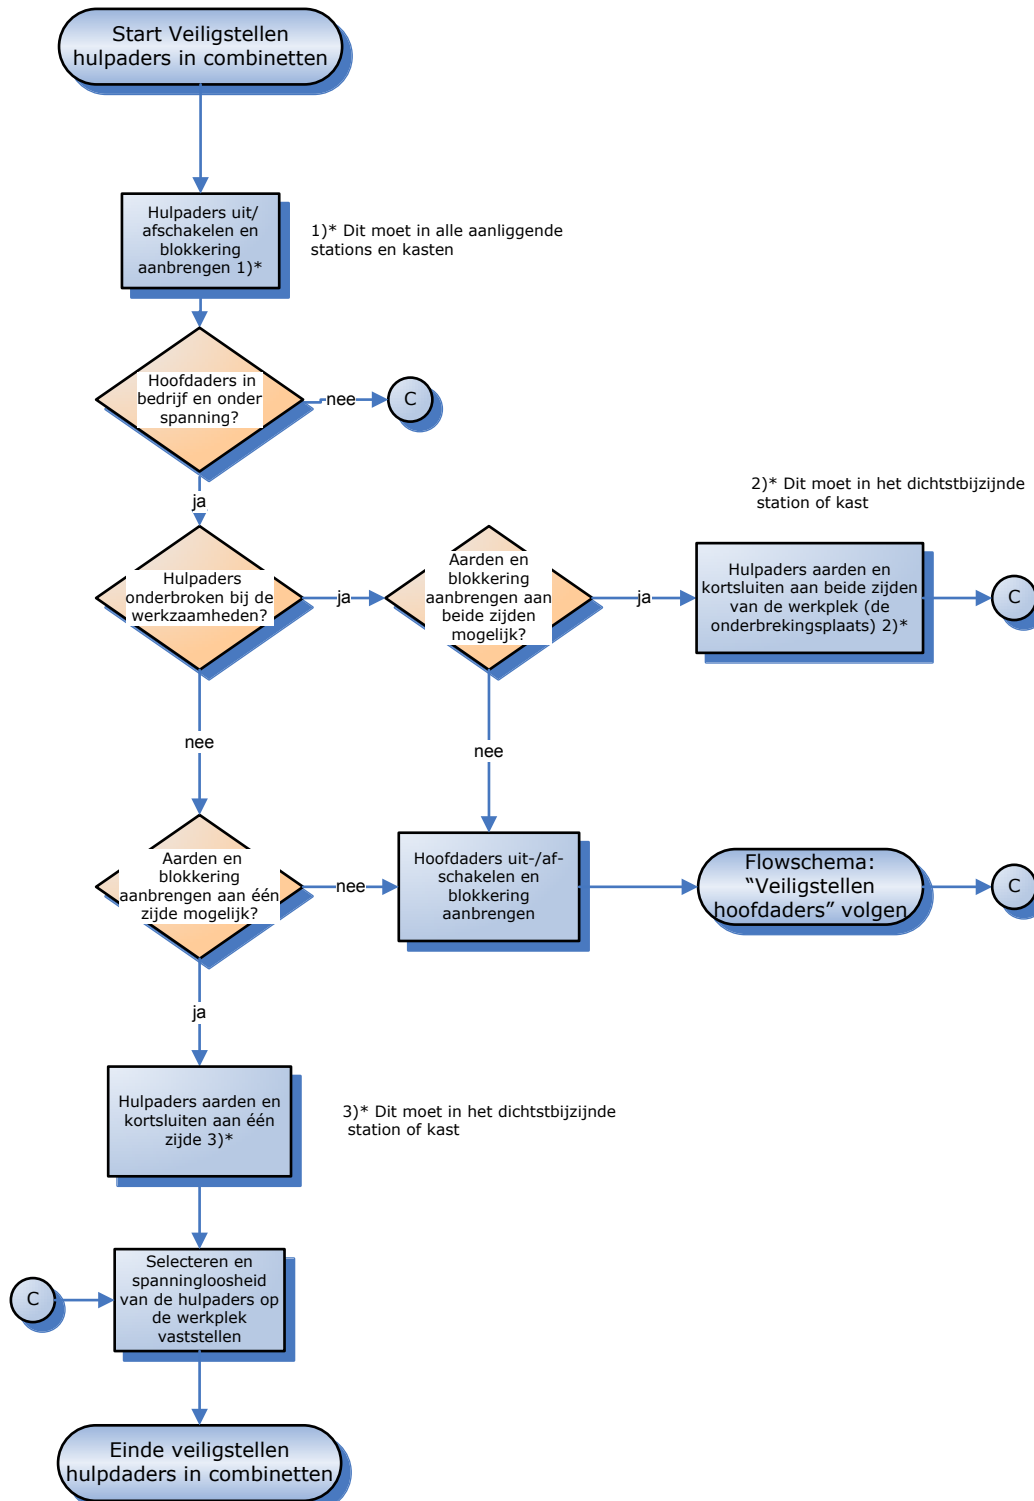 Start Veiligstellen
hulpaders in combinetten
Hulpaders uit/
afschakelen en
blokkering
aanbrengen 1)*
1)* Dit moet in alle aanliggende
stations en kasten
Hoofdaders in
bedrijf en onder
spanning?
nee
C
ja
2)* Dit moet in het dichtstbijzijnde
station of kast
Hulpaders
onderbroken bij de
werkzaamheden?
ja
Aarden en
blokkering
aanbrengen aan
beide zijden
mogelijk?
ja
Hulpaders aarden en
kortsluiten aan beide zijden
van de werkplek (de
onderbrekingsplaats) 2)*
C
nee
nee
Aarden en
blokkering
aanbrengen aan één
zijde mogelijk?
nee
Hoofdaders uit-/af-
schakelen en
blokkering
aanbrengen
Flowschema:
“Veiligstellen
hoofdaders” volgen
C
ja
Hulpaders aarden en
kortsluiten aan één
zijde 3)*
3)* Dit moet in het dichtstbijzijnde
station of kast
C
Selecteren en
spanningloosheid
van de hulpaders op
de werkplek
vaststellen
Einde veiligstellen
hulpdaders in combinetten